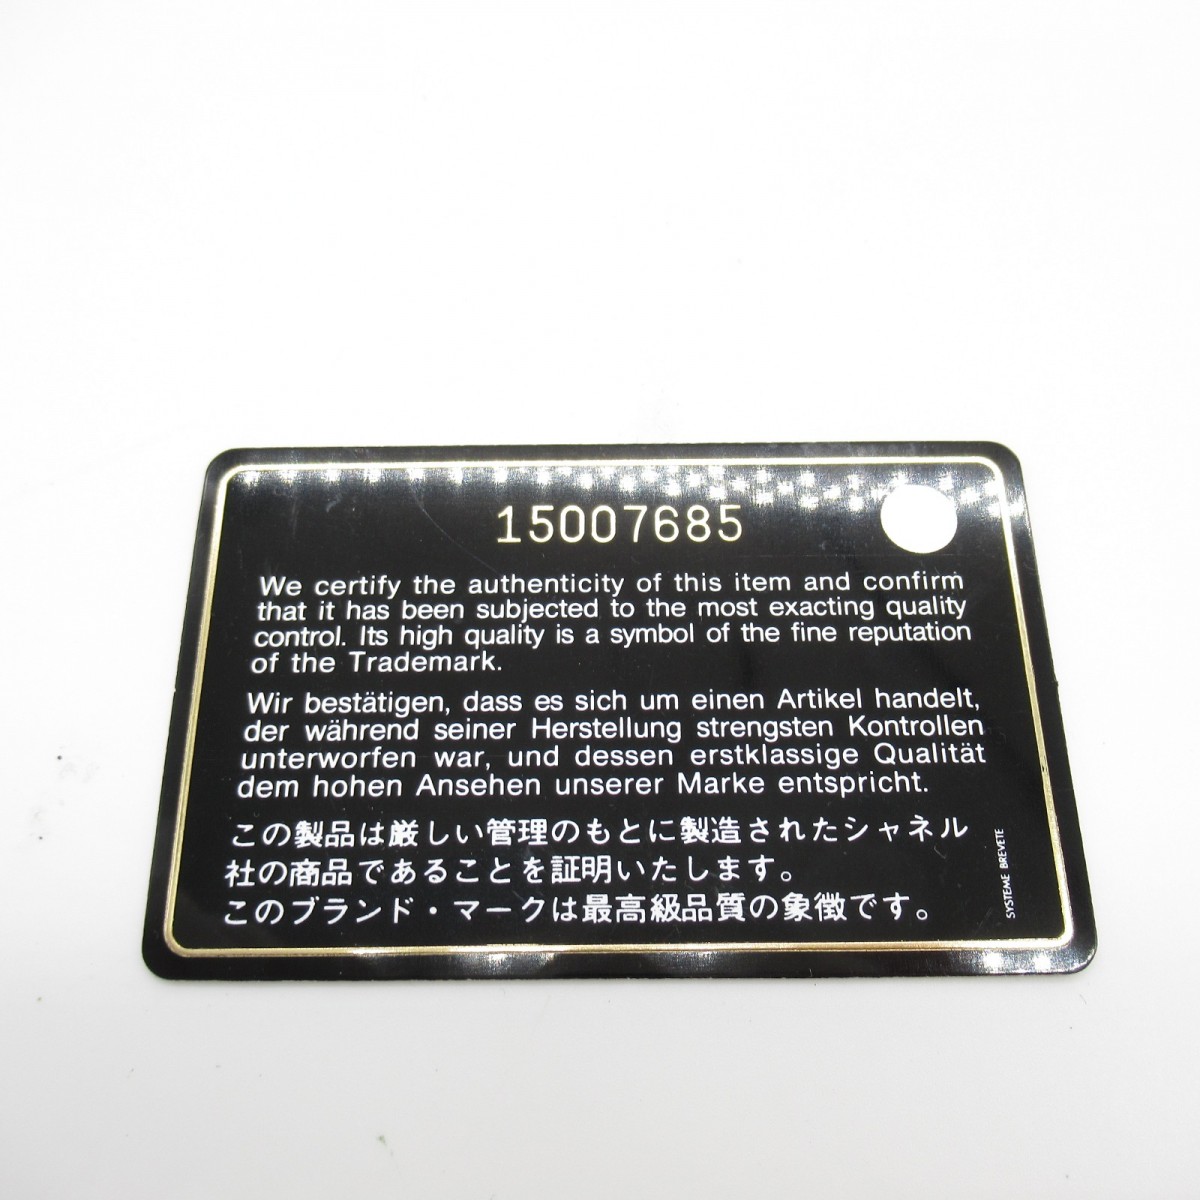 15007685
We certify the authenticity of this item and confirm
that it has been subjected to the most exacting quality
control. Its high quality is a symbol of the fine reputation
of the Trademark.
Wir bestätigen, dass es sich um einen Artikel handelt,
der während seiner Herstellung strengsten Kontrollen
unterworfen war, und dessen erstklassige Qualität
dem hohen Ansehen unserer Marke entspricht.
この製品は厳しい管理のもとに製造されたシャネル
社の商品であることを証明いたします。
このブランド・マークは最高級品質の象徴です。
SYSTEME BREVETE